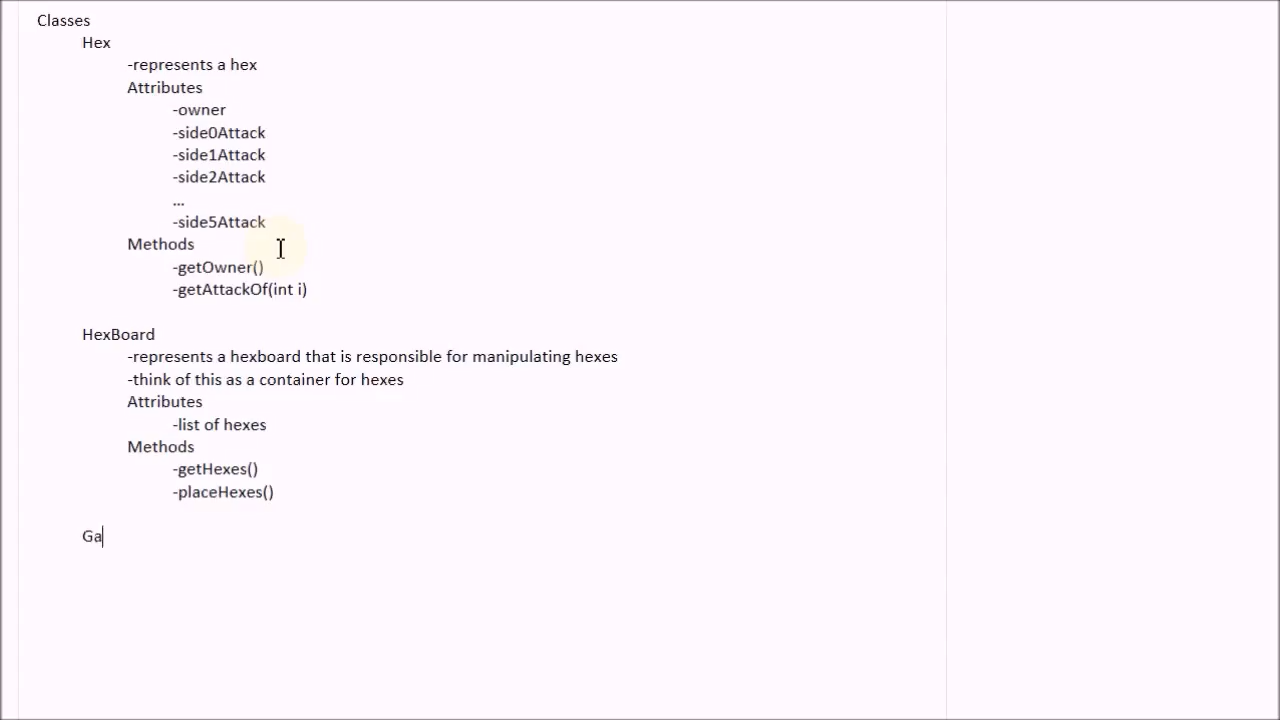 Classes
Hex
-represents a hex
Attributes
-owner
-side0Attack
-side1Attack
-side2Attack
...
-side5Attack
Methods
-getOwner()
-getAttackOf(int i)
HexBoard
-represents a hexboard that is responsible for manipulating hexes
-think of this as a container for hexes
Attributes
-list of hexes
Methods
-getHexes()
-placeHexes()
Ga